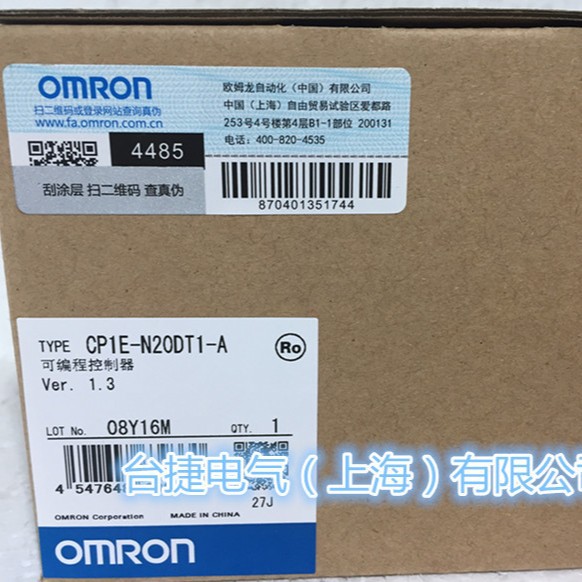 OMRON
扫二维码或登录网站查询真伪
www.fa.omron.com.cn
4485
刮涂层 扫二维码 查真伪
欧姆龙自动化（中国）有限公司
中国（上海）自由贸易试验区爱都路
253号4号楼第4层B1-1部位 200131
电话：400-820-4535
870401351744
TYPE CP1E-N20DT1-A
可编程控制器
Ver. 1.3
Ro
LOT No. 08Y16M QTY. 1
台捷电气（上海）有限公司
27J
OMRON Corporation MADE IN CHINA
OMRON